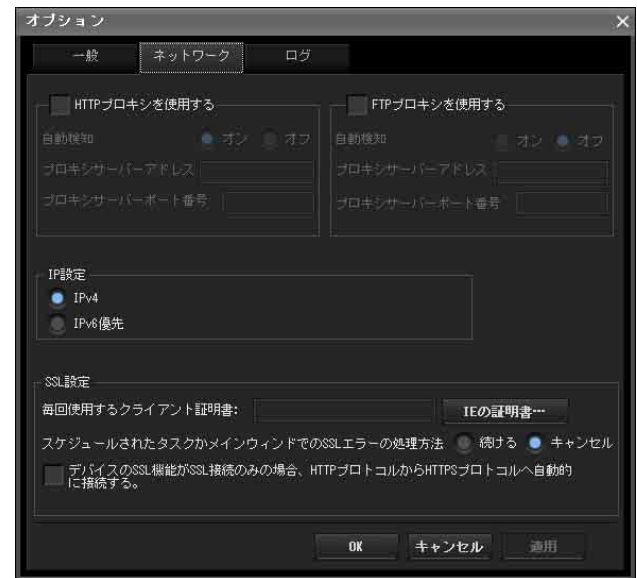 オプション
一般 ネットワーク ログ
HTTPプロキシを使用する
自動検知 オン オフ
プロキシサーバーアドレス
プロキシサーバーポート番号
FTPプロキシを使用する
自動検知 オン オフ
プロキシサーバーアドレス
プロキシサーバーポート番号
IP設定
IPv4
IPv6優先
SSL設定
毎回使用するクライアント証明書: IEの証明書…
スケジュールされたタスクかメインウィンドでのSSLエラーの処理方法 続ける キャンセル
デバイスのSSL機能がSSL接続のみの場合、HTTPプロトコルからHTTPSプロトコルへ自動的
に接続する。
OK キャンセル 適用